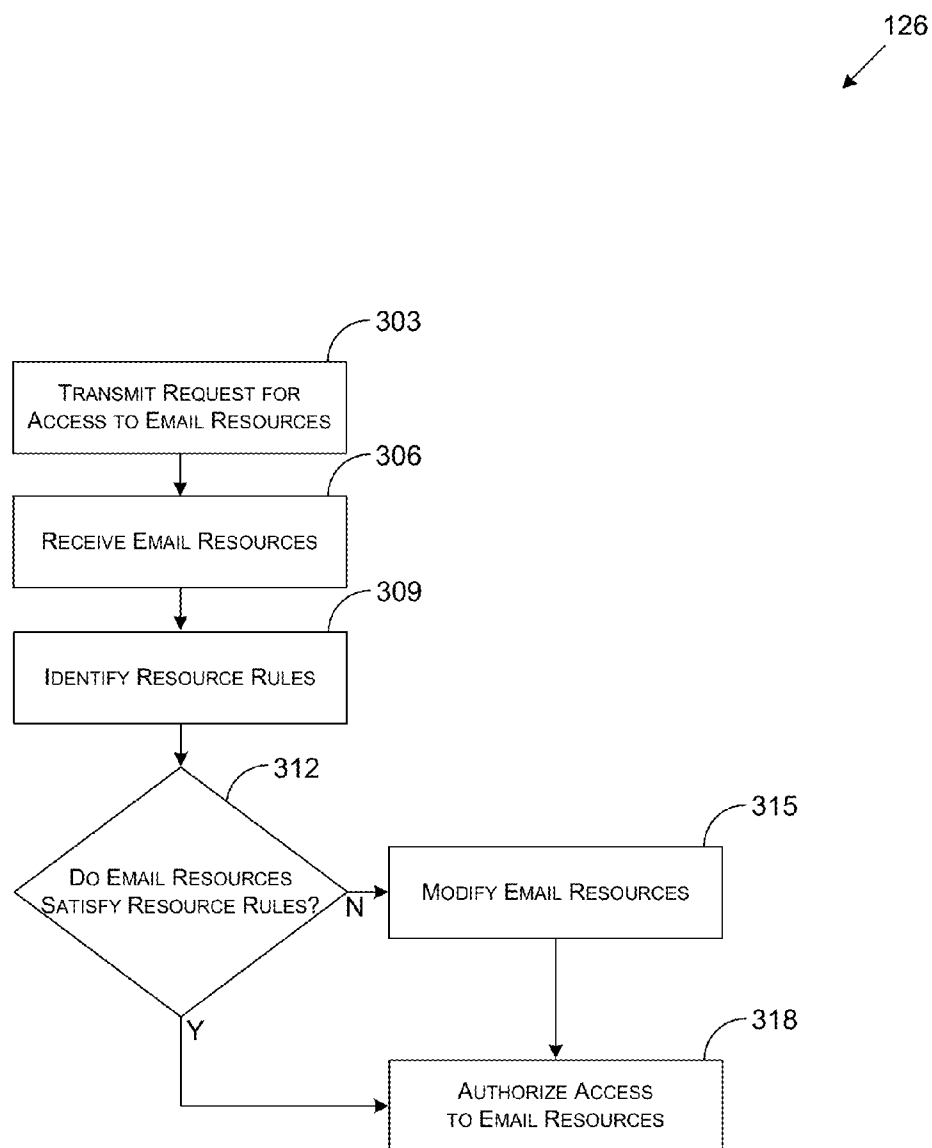 126
303
TRANSMIT REQUEST FOR
ACCESS TO EMAIL RESOURCES
306
RECEIVE EMAIL RESOURCES
309
IDENTIFY RESOURCE RULES
312
DO EMAIL RESOURCES
SATISFY RESOURCE RULES?
N
315
MODIFY EMAIL RESOURCES
Y
318
AUTHORIZE ACCESS
TO EMAIL RESOURCES